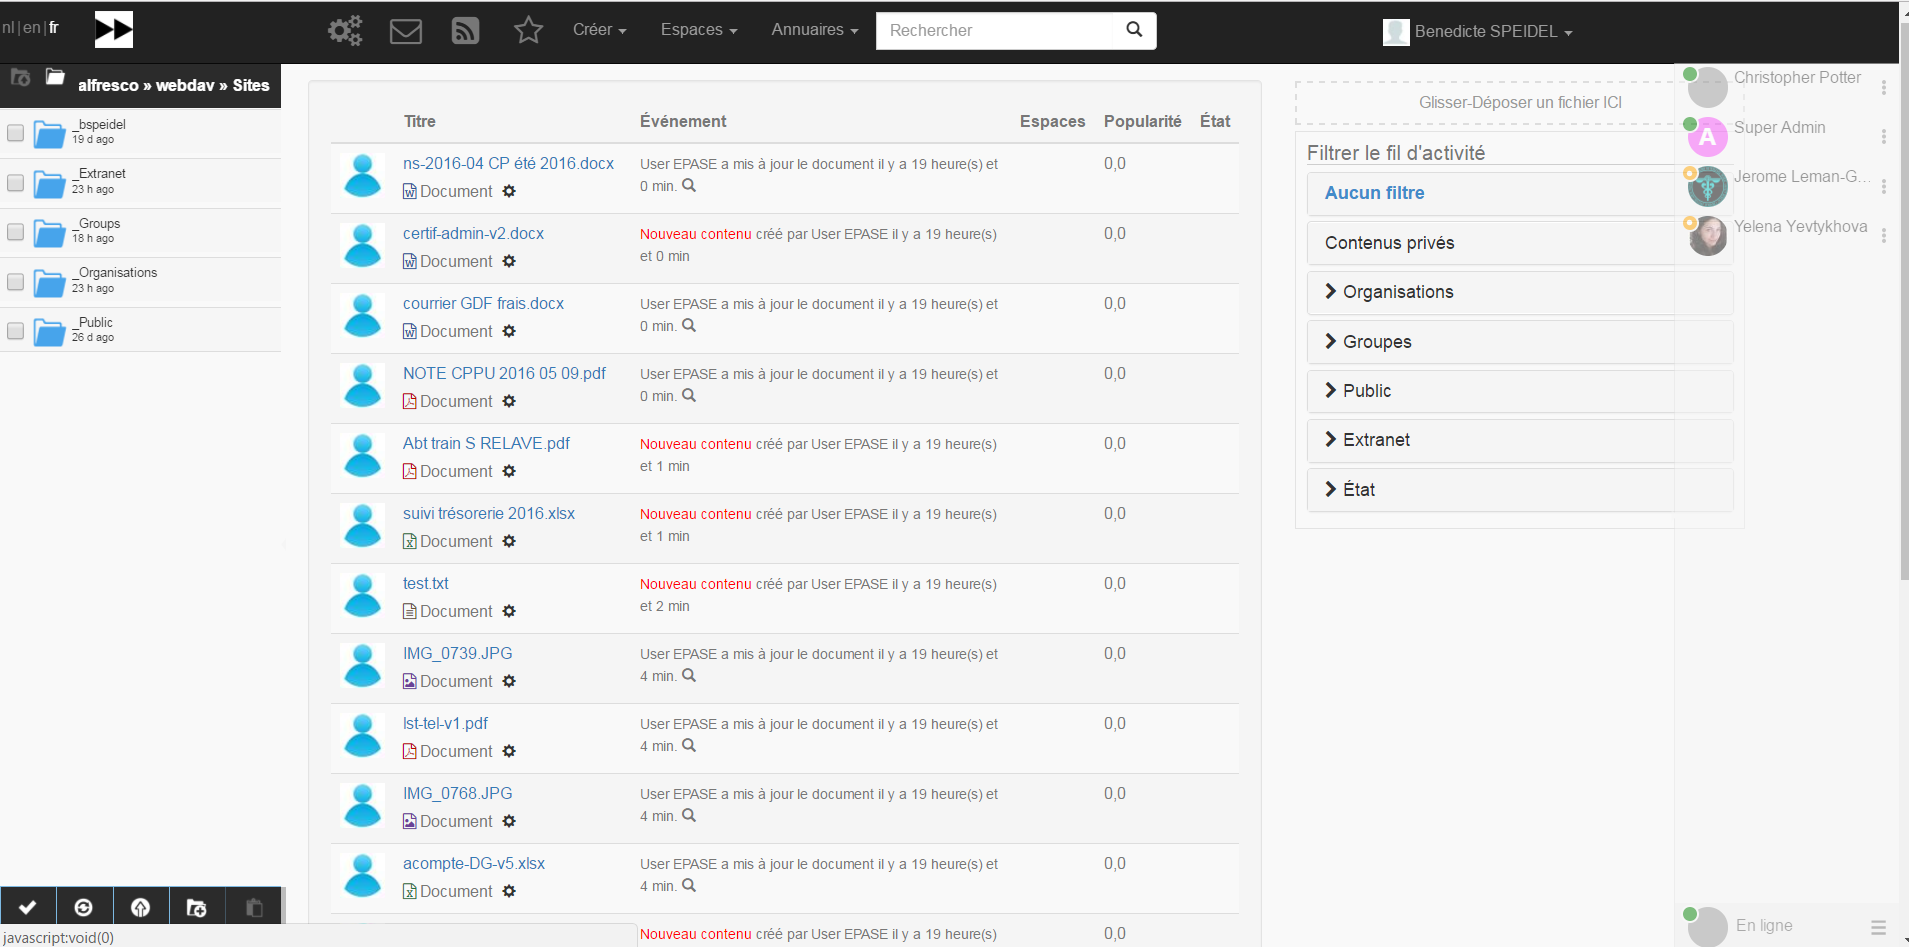 nl|en|fr
Créer
Espaces
Annuaires
Rechercher
Benedicte SPEIDEL
alfresco » webdav » Sites
_bspeidel
19 d ago
_Extranet
23 h ago
_Groups
18 h ago
_Organisations
23 h ago
_Public
26 d ago
Titre Événement Espaces Popularité État
ns-2016-04 CP été 2016.docx
Document
User EPASE a mis à jour le document il y a 19 heure(s) et
0 min.
0,0
certif-admin-v2.docx
Document
Nouveau contenu créé par User EPASE il y a 19 heure(s)
et 0 min
0,0
courrier GDF frais.docx
Document
User EPASE a mis à jour le document il y a 19 heure(s) et
0 min.
0,0
NOTE CPPU 2016 05 09.pdf
Document
User EPASE a mis à jour le document il y a 19 heure(s) et
0 min.
0,0
Abt train S RELAVE.pdf
Document
Nouveau contenu créé par User EPASE il y a 19 heure(s)
et 1 min
0,0
suivi trésorerie 2016.xlsx
Document
Nouveau contenu créé par User EPASE il y a 19 heure(s)
et 1 min
0,0
test.txt
Document
Nouveau contenu créé par User EPASE il y a 19 heure(s)
et 2 min
0,0
IMG_0739.JPG
Document
User EPASE a mis à jour le document il y a 19 heure(s) et
4 min.
0,0
lst-tel-v1.pdf
Document
User EPASE a mis à jour le document il y a 19 heure(s) et
4 min.
0,0
IMG_0768.JPG
Document
User EPASE a mis à jour le document il y a 19 heure(s) et
4 min.
0,0
acompte-DG-v5.xlsx
Document
User EPASE a mis à jour le document il y a 19 heure(s) et
4 min.
0,0
Nouveau contenu créé par User EPASE il y a 19 heure(s)
0,0
Glisser-Déposer un fichier ICI
Filtrer le fil d'activité
Aucun filtre
Contenus privés
Organisations
Groupes
Public
Extranet
État
Christopher Potter
A
Super Admin
Jerome Leman-G...
Yelena Yevtykhova
En ligne
javascript:void(0)